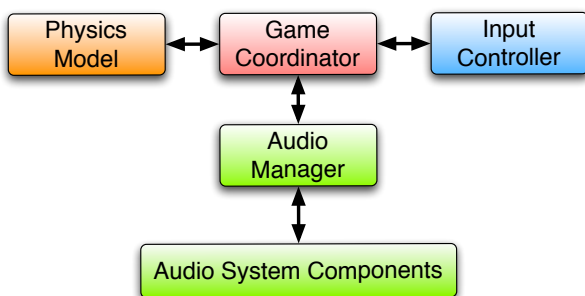 Physics
Model
Game
Coordinator
Input
Controller
Audio
Manager
Audio System Components